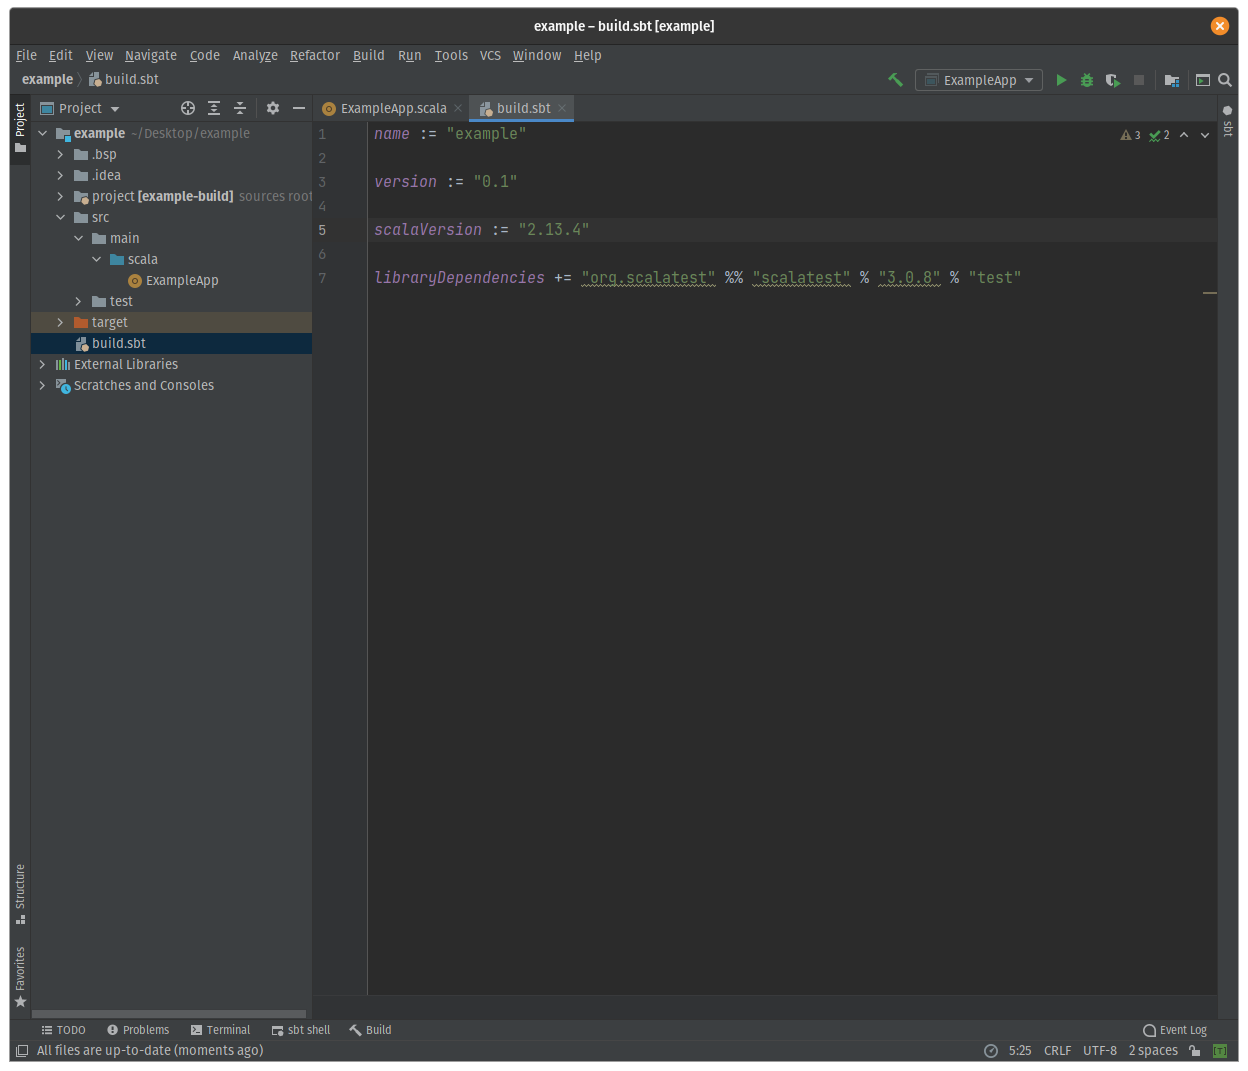 example – build.sbt [example]
File Edit View Navigate Code Analyze Refactor Build Run Tools VCS Window Help
example build.sbt ExampleApp
Project
Project
ExampleApp.scala build.sbt
sbt
example ~/Desktop/example
.bsp
.idea
project [example-build] sources root
src
main
scala
ExampleApp
test
target
build.sbt
External Libraries
Scratches and Consoles
1 name := "example"
3 2
2
3 version := "0.1"
4
5 scalaVersion := "2.13.4"
6
7 libraryDependencies += "org.scalatest" %% "scalatest" % "3.0.8" % "test"
Structure
Favorites
TODO Problems Terminal sbt shell Build Event Log
All files are up-to-date (moments ago) 5:25 CRLF UTF-8 2 spaces [T]